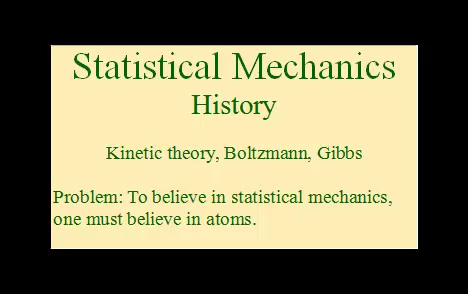 Statistical Mechanics
History
Kinetic theory, Boltzmann, Gibbs
Problem: To believe in statistical mechanics,
one must believe in atoms.